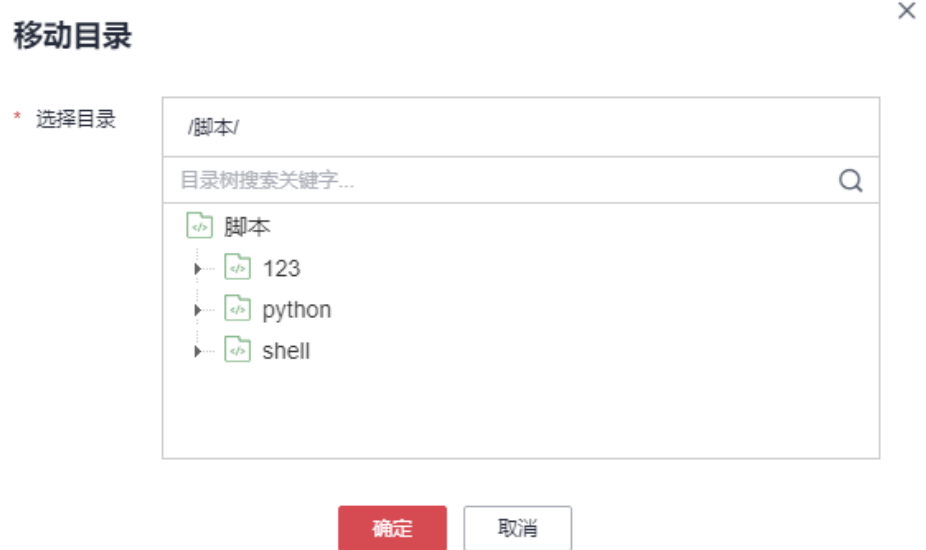 移动目录
* 选择目录
/脚本/
目录树搜索关键字...
脚本
123
python
shell
确定
取消